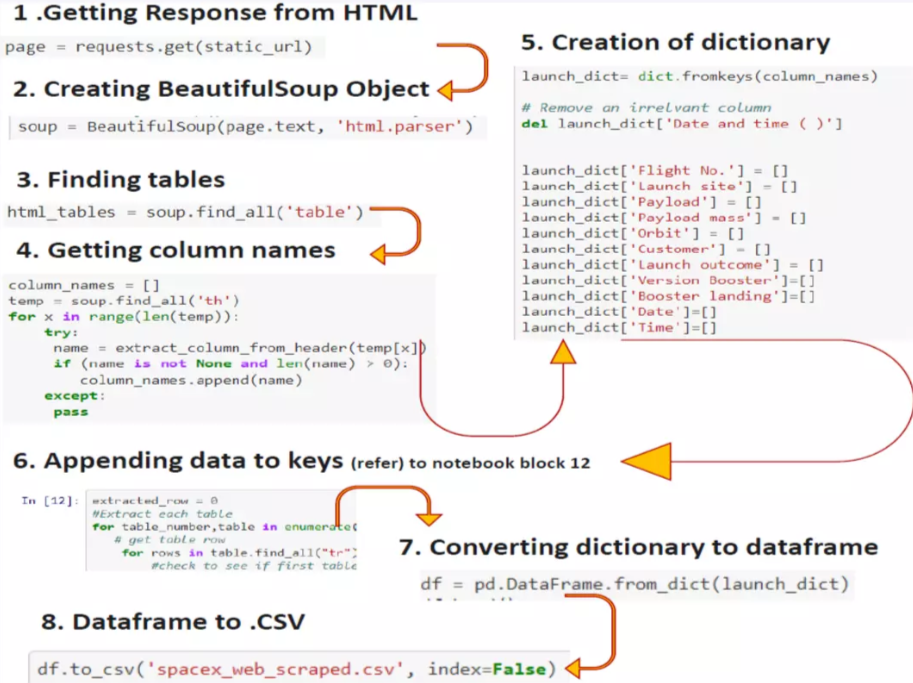 1 .Getting Response from HTML
page = requests.get(static_url)
2. Creating BeautifulSoup Object
soup = BeautifulSoup(page.text, 'html.parser')
3. Finding tables
html_tables = soup.find_all('table')
4. Getting column names
column_names = []
temp = soup.find_all('th')
for x in range(len(temp)):
try:
name = extract_column_from_header(temp[x])
if (name is not None and len(name) > 0):
column_names.append(name)
except:
pass
5. Creation of dictionary
launch_dict= dict.fromkeys(column_names)
# Remove an irrelvant column
del launch_dict['Date and time ( )']
launch_dict['Flight No.'] = []
launch_dict['Launch site'] = []
launch_dict['Payload'] = []
launch_dict['Payload mass'] = []
launch_dict['Orbit'] = []
launch_dict['Customer'] = []
launch_dict['Launch outcome'] = []
launch_dict['Version Booster']=[]
launch_dict['Booster landing']=[]
launch_dict['Date']=[]
launch_dict['Time']=[]
6. Appending data to keys (refer) to notebook block 12
In [12]: extracted_row = 0
#Extract each table
for table_number,table in enumerate(
# get table row
for rows in table.find_all("tr")
#check to see if first table
7. Converting dictionary to dataframe
df = pd.DataFrame.from_dict(launch_dict)
8. Dataframe to .CSV
df.to_csv('spacex_web_scraped.csv', index=False)